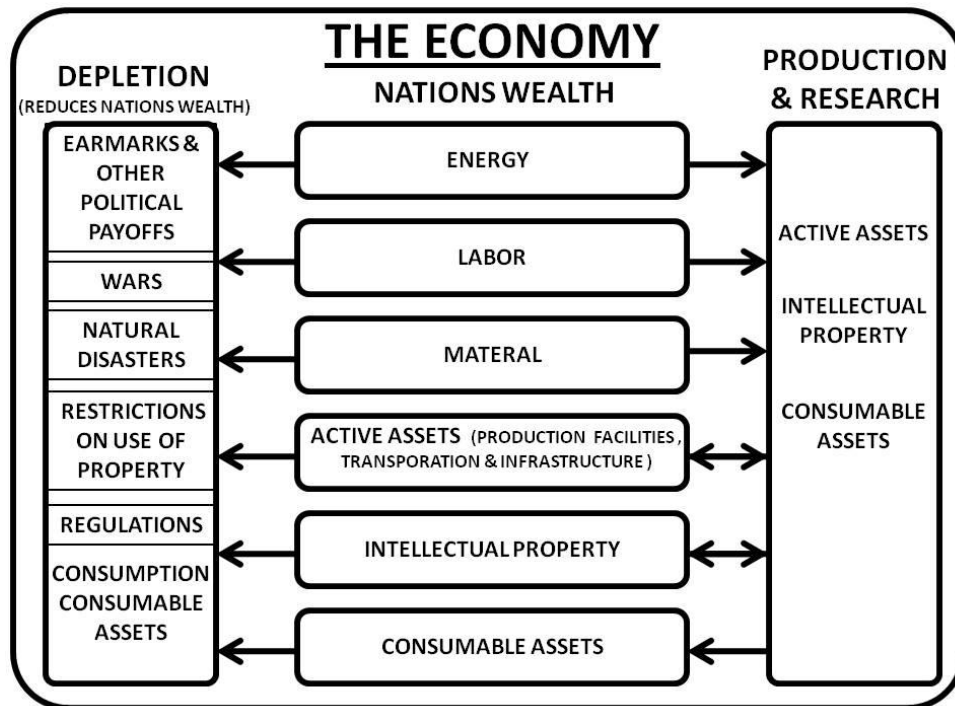 THE ECONOMY
DEPLETION
(REDUCES NATIONS WEALTH)
EARMARKS &
OTHER
POLITICAL
PAYOFFS
WARS
NATURAL
DISASTERS
RESTRICTIONS
ON USE OF
PROPERTY
REGULATIONS
CONSUMPTION
CONSUMABLE
ASSETS
NATIONS WEALTH
ENERGY
LABOR
MATERAL
ACTIVE ASSETS (PRODUCTION FACILITIES ,
TRANSPORATION & INFRASTRUCTURE )
INTELLECTUAL PROPERTY
CONSUMABLE ASSETS
PRODUCTION
& RESEARCH
ACTIVE ASSETS
INTELLECTUAL
PROPERTY
CONSUMABLE
ASSETS